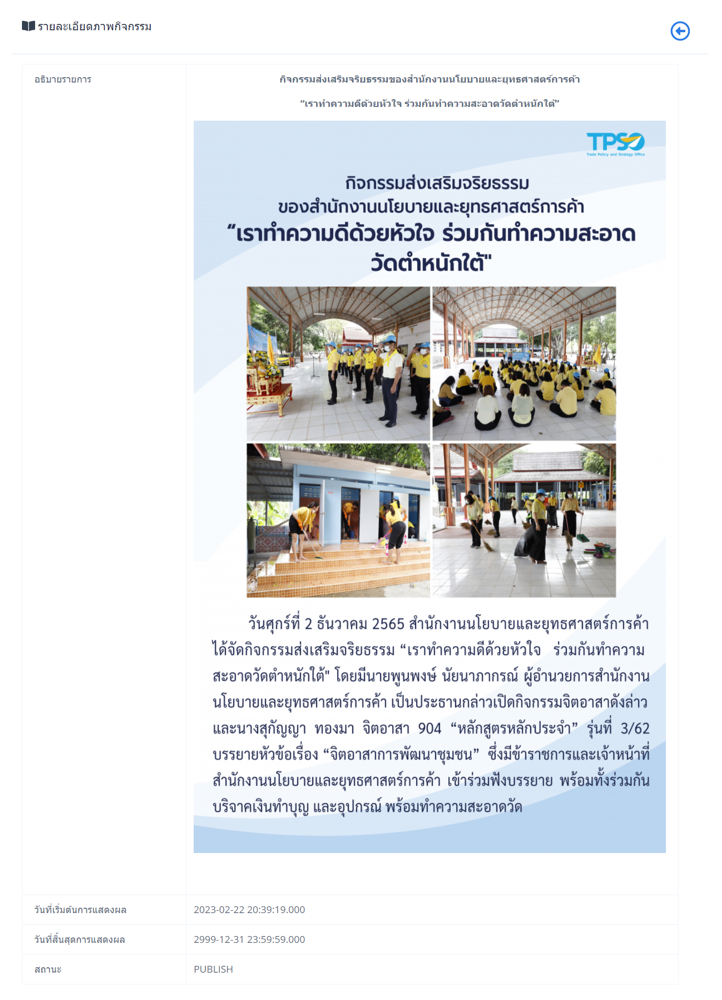 รายละเอียดภาพกิจกรรม
อธิบายรายการ
กิจกรรมส่งเสริมจริยธรรมของสำนักงานนโยบายและยุทธศาสตร์การค้า
“เราทำความดีด้วยหัวใจ ร่วมกันทำความสะอาดวัดตำหนักใต้”
TPSO
Trade Policy and Strategy Office
กิจกรรมส่งเสริมจริยธรรม
ของสำนักงานนโยบายและยุทธศาสตร์การค้า
“เราทำความดีด้วยหัวใจ ร่วมกันทำความสะอาด
วัดตำหนักใต้"
วันศุกร์ที่ 2 ธันวาคม 2565 สำนักงานนโยบายและยุทธศาสตร์การค้า
ได้จัดกิจกรรมส่งเสริมจริยธรรม “เราทำความดีด้วยหัวใจ ร่วมกันทำความ
สะอาดวัดตำหนักใต้" โดยมีนายพูนพงษ์ นัยนาภากรณ์ ผู้อำนวยการสำนักงาน
นโยบายและยุทธศาสตร์การค้า เป็นประธานกล่าวเปิดกิจกรรมจิตอาสาดังล่าว
และนางสุกัญญา ทองมา จิตอาสา 904 “หลักสูตรหลักประจำ” รุ่นที่ 3/62
บรรยายหัวข้อเรื่อง “จิตอาสาการพัฒนาชุมชน” ซึ่งมีข้าราชการและเจ้าหน้าที่
สำนักงานนโยบายและยุทธศาสตร์การค้า เข้าร่วมฟังบรรยาย พร้อมทั้งร่วมกัน
บริจาคเงินทำบุญ และอุปกรณ์ พร้อมทำความสะอาดวัด
วันที่เริ่มต้นการแสดงผล
2023-02-22 20:39:19.000
วันที่สิ้นสุดการแสดงผล
2999-12-31 23:59:59.000
สถานะ
PUBLISH